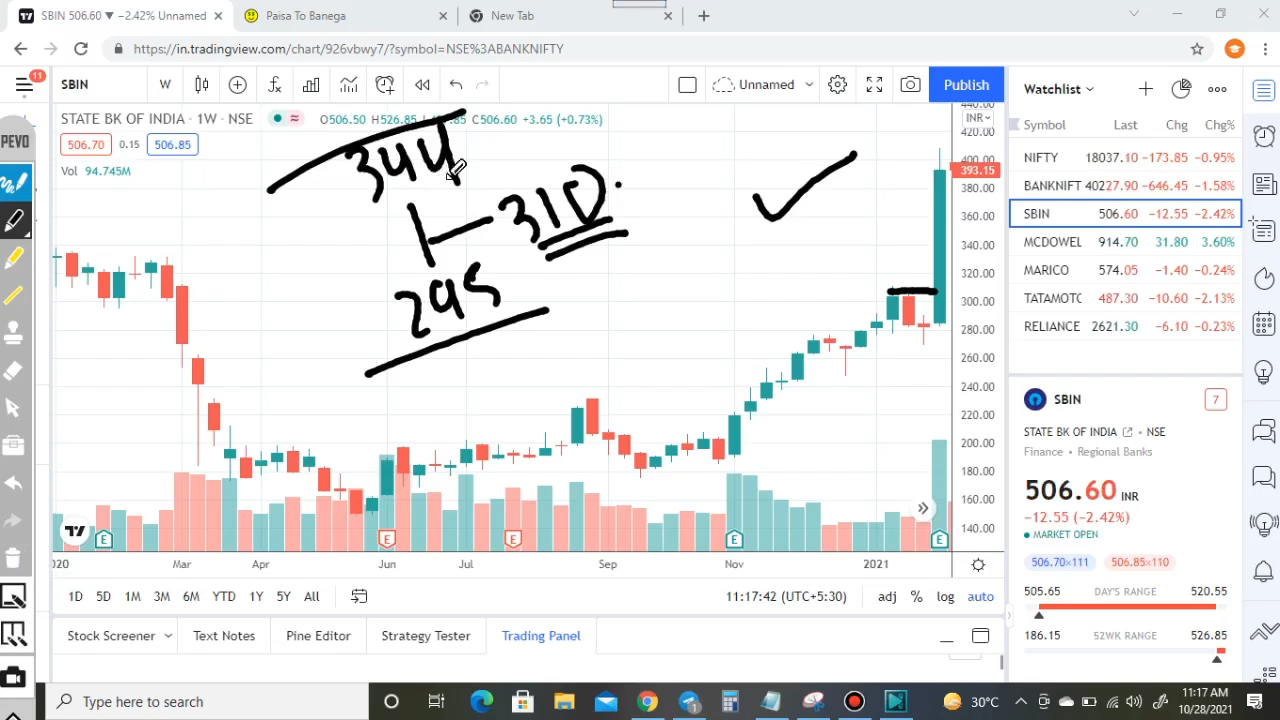 SBIN 506.60 ▼ −2.42% Unnamed
Paisa To Banega
New Tab
https://in.tradingview.com/chart/926vbwy7/?symbol=NSE%3ABANKNIFTY
11
SBIN W Unnamed Publish
STATE BK OF INDIA · 1W · NSE
506.70 0.15 506.85
Vol 94.745M
C506.60 +3.65 (+0.73%)
O506.50 H526.85
INR
344
310.
295
440.00
420.00
400.00
393.15
380.00
360.00
340.00
320.00
300.00
280.00
260.00
240.00
220.00
200.00
180.00
160.00
140.00
E E E E E
2020 Mar Apr Jun Jul Sep Nov 2021
1D 5D 1M 3M 6M YTD 1Y 5Y All
11:17:42 (UTC+5:30) adj % log auto
Stock Screener Text Notes Pine Editor Strategy Tester Trading Panel
PEVO
Watchlist
Symbol Last Chg Chg%
NIFTY 18037.10 −173.85 −0.95%
BANKNIFT 40227.90 −646.45 −1.58%
SBIN 506.60 −12.55 −2.42%
MCDOWEL 914.70 31.80 3.60%
MARICO 574.05 −1.40 −0.24%
TATAMOTC 487.30 −10.60 −2.13%
RELIANCE 2621.30 −6.10 −0.23%
SBIN 7
STATE BK OF INDIA • NSE
Finance • Regional Banks
506.60 INR
−12.55 (−2.42%)
MARKET OPEN
506.70×111 506.85×110
505.65 DAY'S RANGE 520.55
186.15 52WK RANGE 526.85
Type here to search
30°C
11:17 AM
10/28/2021